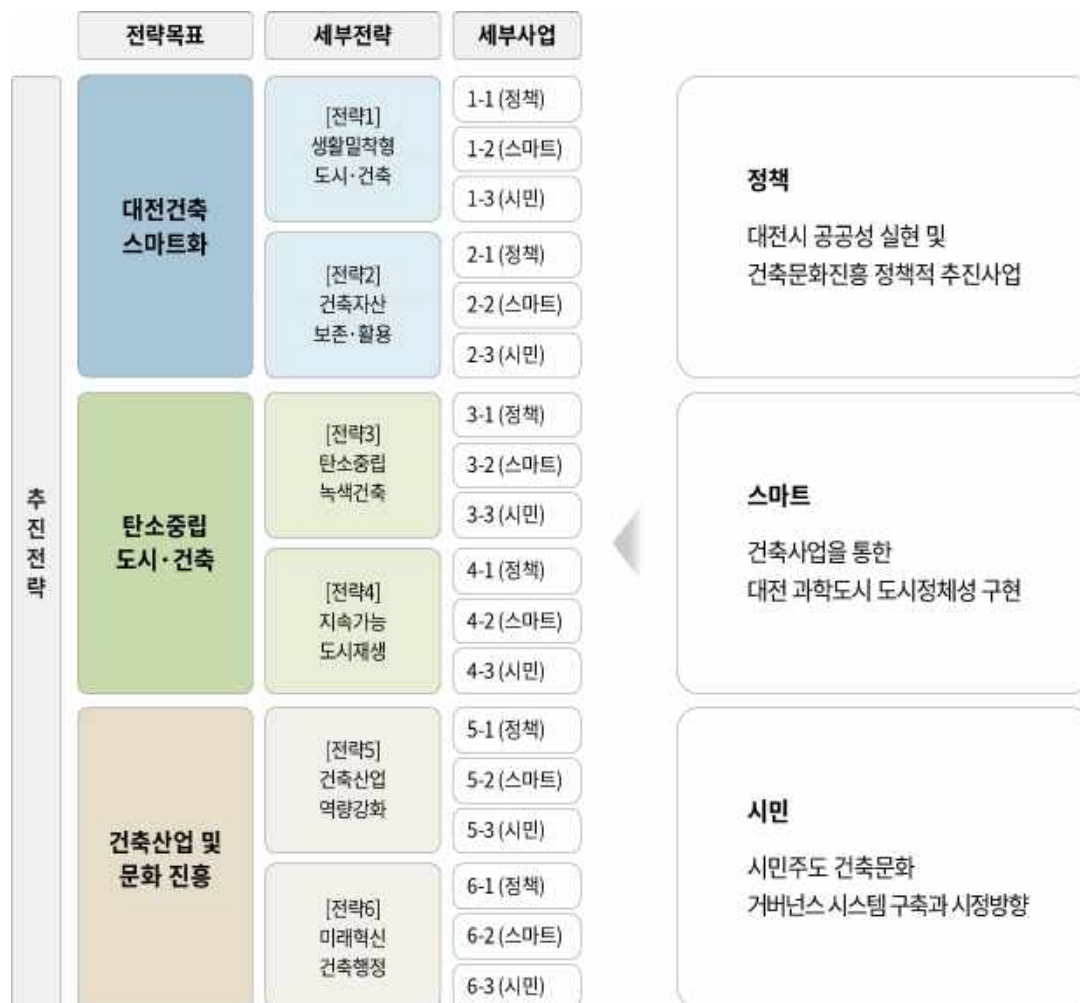 전략목표
세부전략
세부사업
추
진
전
략
대전건축
스마트화
[전략1]
생활밀착형
도시·건축
1-1 (정책)
1-2 (스마트)
1-3 (시민)
[전략2]
건축자산
보존·활용
2-1 (정책)
2-2 (스마트)
2-3 (시민)
탄소중립
도시·건축
[전략3]
탄소중립
녹색건축
3-1 (정책)
3-2 (스마트)
3-3 (시민)
[전략4]
지속가능
도시재생
4-1 (정책)
4-2 (스마트)
4-3 (시민)
건축산업 및
문화 진흥
[전략5]
건축산업
역량강화
5-1 (정책)
5-2 (스마트)
5-3 (시민)
[전략6]
미래혁신
건축행정
6-1 (정책)
6-2 (스마트)
6-3 (시민)
정책
대전시 공공성 실현 및
건축문화진흥 정책적 추진사업
스마트
건축사업을 통한
대전 과학도시 도시정체성 구현
시민
시민주도 건축문화
거버넌스 시스템 구축과 시정방향